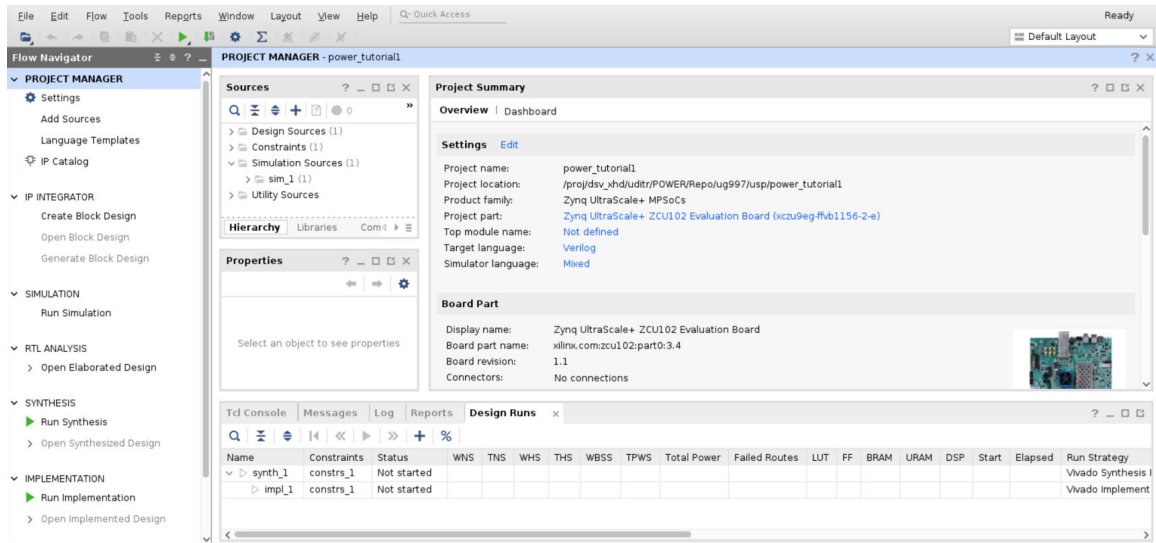 File Edit Flow Tools Reports Window Layout View Help Quick Access Ready
Default Layout
Flow Navigator
PROJECT MANAGER
Settings
Add Sources
Language Templates
IP Catalog
IP INTEGRATOR
Create Block Design
Open Block Design
Generate Block Design
SIMULATION
Run Simulation
RTL ANALYSIS
Open Elaborated Design
SYNTHESIS
Run Synthesis
Open Synthesized Design
IMPLEMENTATION
Run Implementation
Open Implemented Design
PROJECT MANAGER - power_tutorial1
Sources
0
Design Sources (1)
Constraints (1)
Simulation Sources (1)
sim_1 (1)
Utility Sources
Hierarchy Libraries Com
Properties
Select an object to see properties
Project Summary
Overview | Dashboard
Settings Edit
Project name: power_tutorial1
Project location: /proj/dsv_xhd/uditr/POWER/Repo/ug997/usp/power_tutorial1
Product family: Zynq UltraScale+ MPSoCs
Project part: Zynq UltraScale+ ZCU102 Evaluation Board (xczu9eg-ffvb1156-2-e)
Top module name: Not defined
Target language: Verilog
Simulator language: Mixed
Board Part
Display name: Zynq UltraScale+ ZCU102 Evaluation Board
Board part name: xilinx.com:zcu102:part0:3.4
Board revision: 1.1
Connectors: No connections
Tcl Console Messages Log Reports Design Runs
Name Constraints Status WNS TNS WHS THS WBSS TPWS Total Power Failed Routes LUT FF BRAM URAM DSP Start Elapsed Run Strategy
synth_1 constrs_1 Not started Vivado Synthesis
impl_1 constrs_1 Not started Vivado Implement